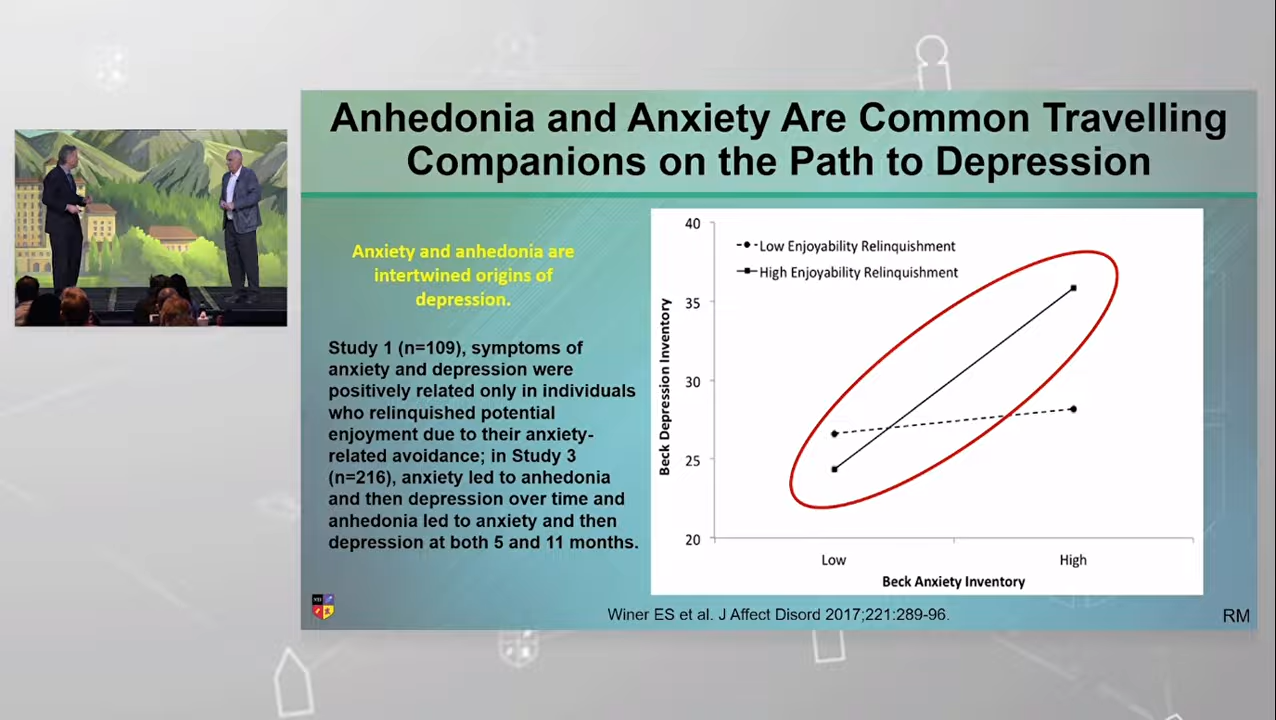 Anhedonia and Anxiety Are Common Travelling
Companions on the Path to Depression
Anxiety and anhedonia are
intertwined origins of
depression.
Study 1 (n=109), symptoms of
anxiety and depression were
positively related only in individuals
who relinquished potential
enjoyment due to their anxiety-
related avoidance; in Study 3
(n=216), anxiety led to anhedonia
and then depression over time and
anhedonia led to anxiety and then
depression at both 5 and 11 months.
40
35
30
25
20
Beck Depression Inventory
Low Enjoyability Relinquishment
High Enjoyability Relinquishment
Low
High
Beck Anxiety Inventory
Winer ES et al. J Affect Disord 2017;221:289-96.
RM